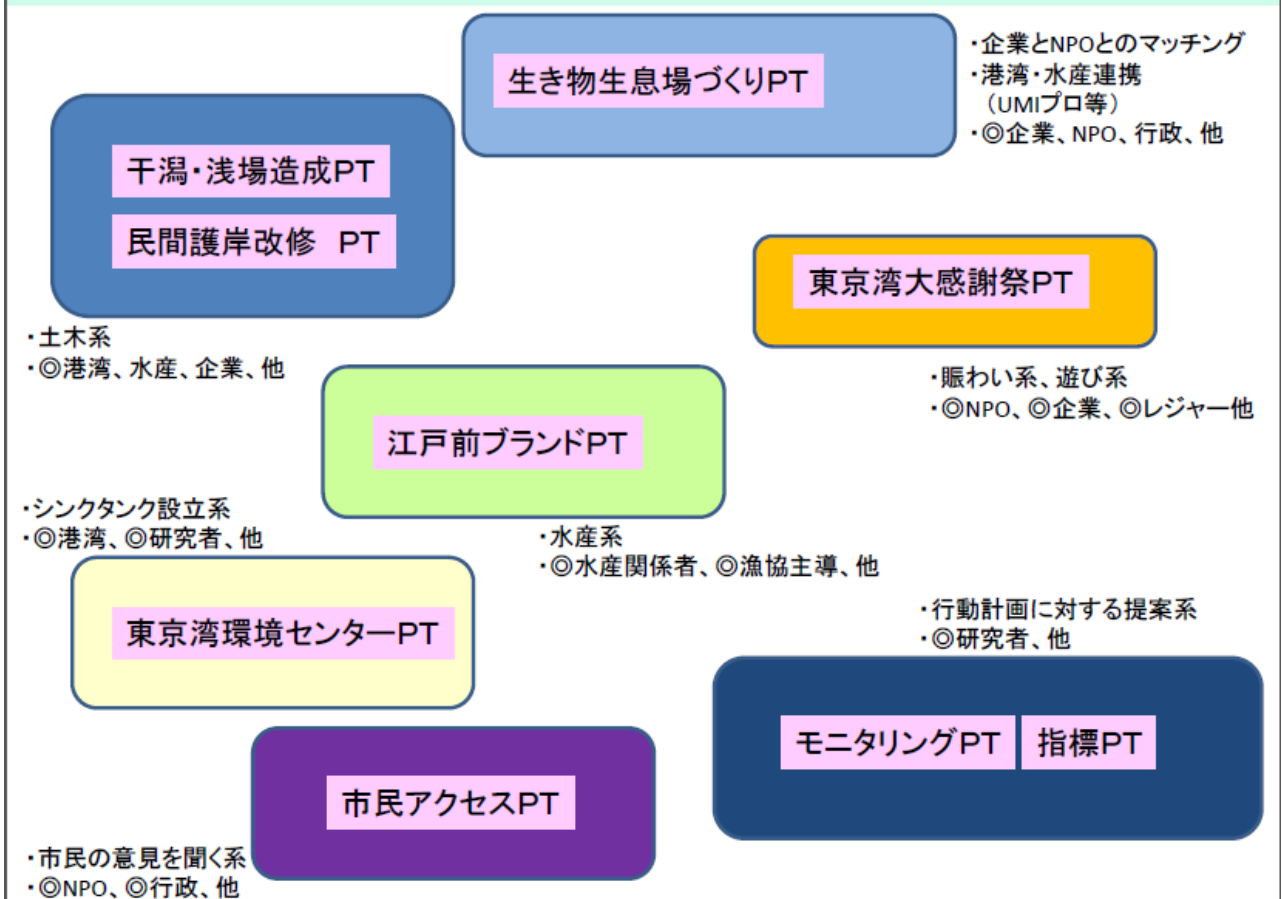 生き物生息場づくりPT
・企業とNPOとのマッチング
・港湾・水産連携
（UMIプロ等）
・◎企業、NPO、行政、他
干潟・浅場造成PT
民間護岸改修　PT
・土木系
・◎港湾、水産、企業、他
東京湾大感謝祭PT
・賑わい系、遊び系
・◎NPO、◎企業、◎レジャー他
江戸前ブランドPT
・水産系
・◎水産関係者、◎漁協主導、他
・シンクタンク設立系
・◎港湾、◎研究者、他
東京湾環境センターPT
・行動計画に対する提案系
・◎研究者、他
モニタリングPT 指標PT
市民アクセスPT
・市民の意見を聞く系
・◎NPO、◎行政、他